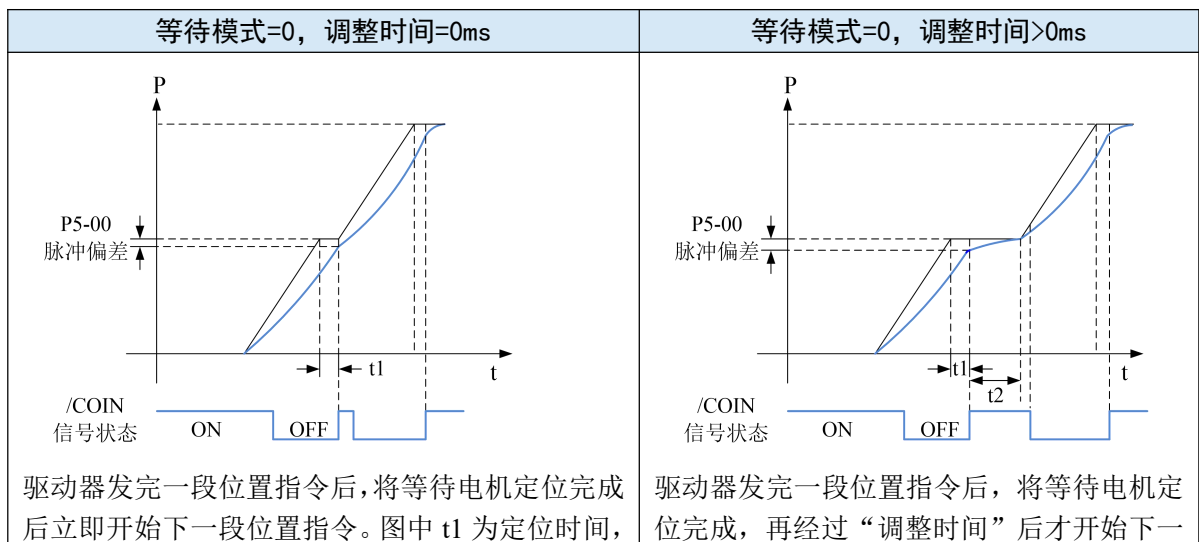 等待模式=0，调整时间=0ms
P
P5-00
脉冲偏差
t1
t
/COIN
信号状态
ON
OFF
驱动器发完一段位置指令后，将等待电机定位完成
后立即开始下一段位置指令。图中 t1 为定位时间，
等待模式=0，调整时间>0ms
P
P5-00
脉冲偏差
t1
t
t2
/COIN
信号状态
ON
OFF
驱动器发完一段位置指令后，将等待电机定
位完成，再经过“调整时间”后才开始下一